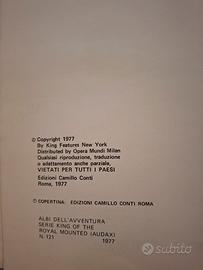 © Copyright 1977
By King Features New York
Distributed by Opera Mundi Milan
Qualsiasi riproduzione, traduzione
o adattamento anche parziale,
VIETATI PER TUTTI I PAESI
Edizioni Camillo Conti
Roma, 1977
© COPERTINA: EDIZIONI CAMILLO CONTI ROMA
ALBI DELL'AVVENTURA
SERIE KING OF THE
ROYAL MOUNTED (AUDAX)
N. 121 1977
subito